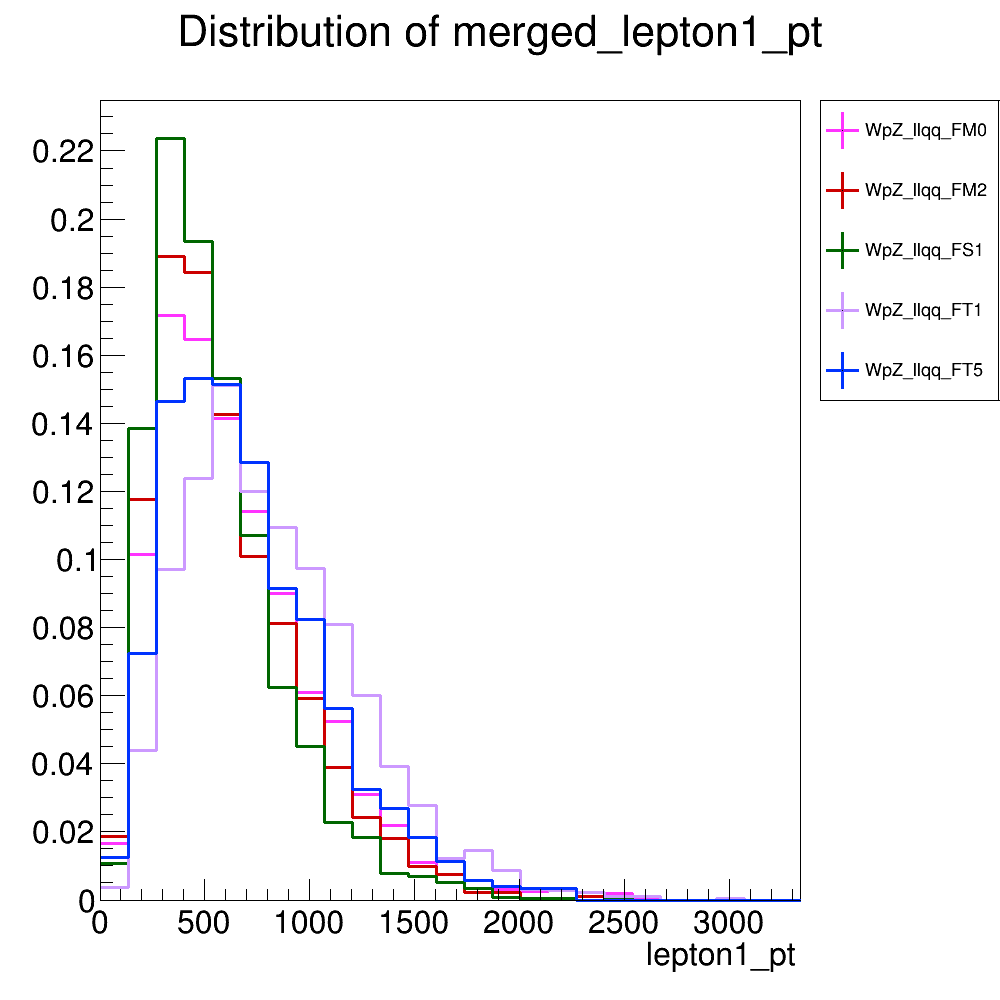 Distribution of merged_lepton1_pt
WpZ_llqq_FM0
WpZ_llqq_FM2
WpZ_llqq_FS1
WpZ_llqq_FT1
WpZ_llqq_FT5
0.22
0.2
0.18
0.16
0.14
0.12
0.1
0.08
0.06
0.04
0.02
0
0 500 1000 1500 2000 2500 3000
lepton1_pt